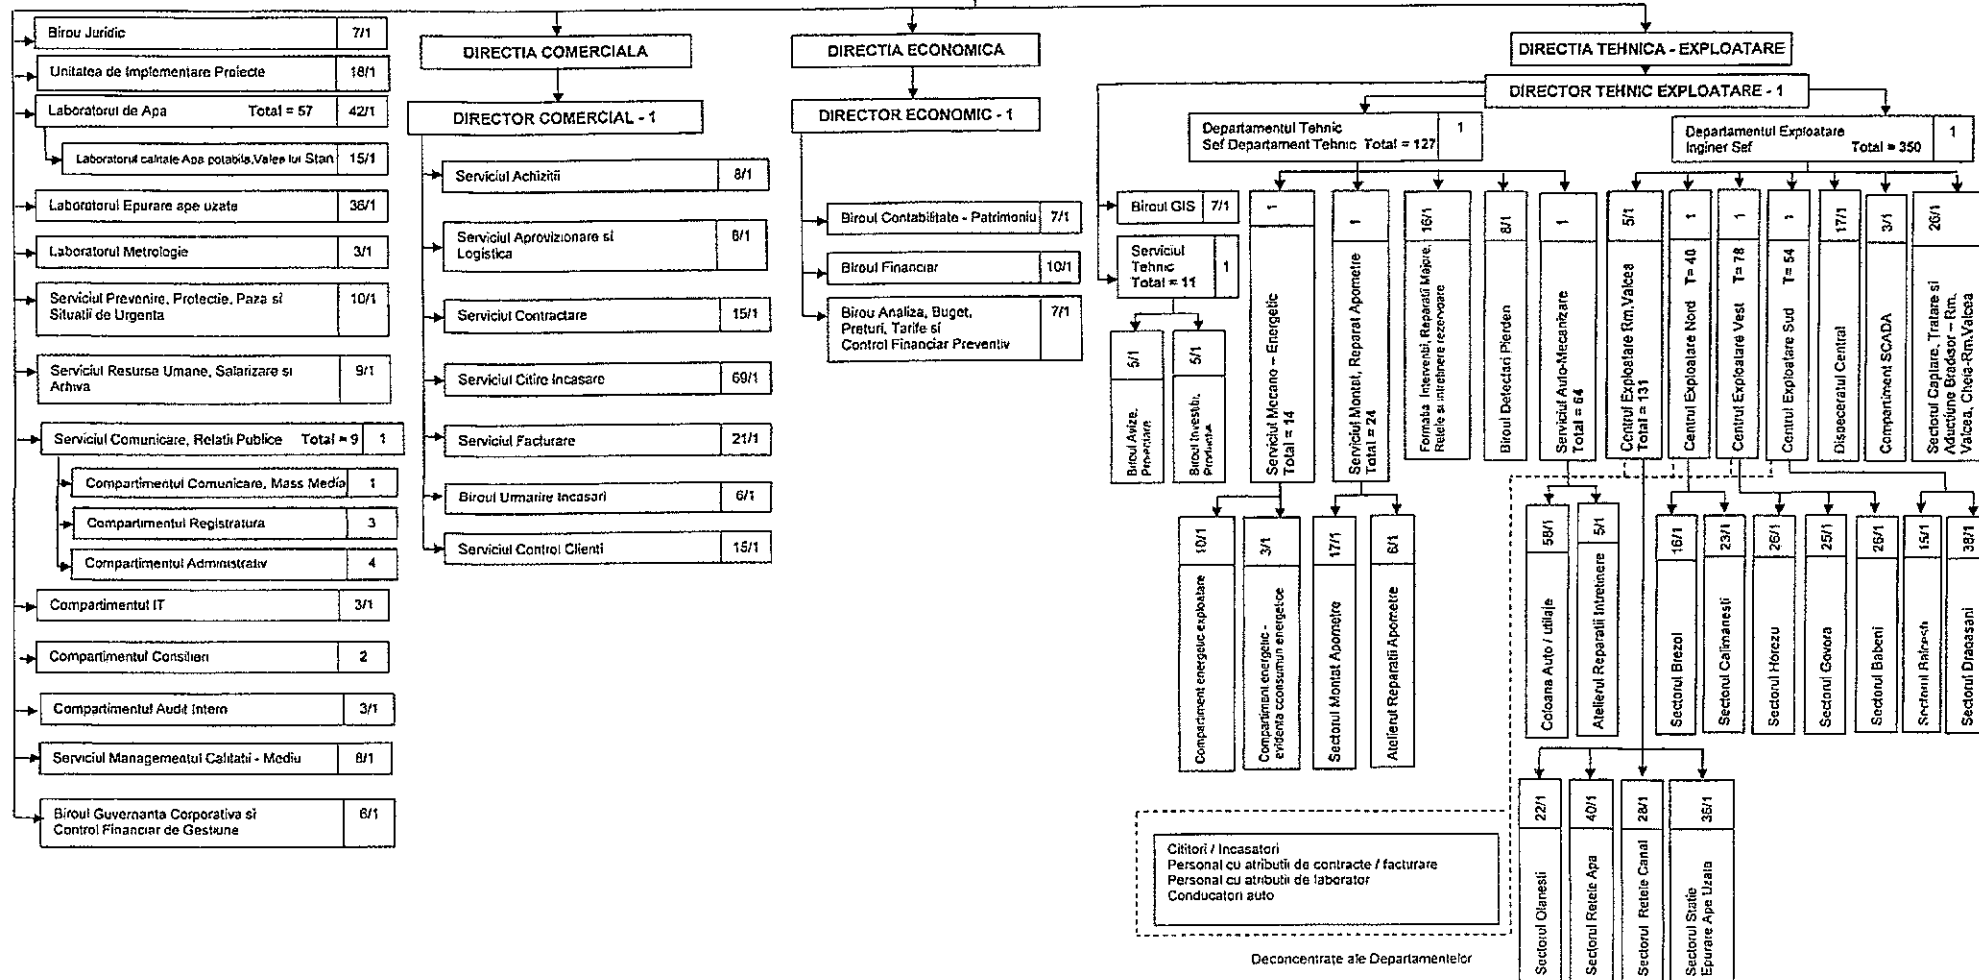 Birou Juridic 7/1
Unitatea de Implementare Proiecte 18/1
Laboratorul de Apa Total = 57 42/1
Laboratorul calitate Apa potabila,Valea lui Stan 15/1
Laboratorul Epurare ape uzate 36/1
Laboratorul Metrologie 3/1
Serviciul Prevenire, Protectie, Paza si
Situatii de Urgenta 10/1
Serviciul Resurse Umane, Salarizare si
Arhiva 9/1
Serviciul Comunicare, Relatii Publice Total = 9 1
Compartimentul Comunicare, Mass Media 1
Compartimentul Registratura 3
Compartimentul Administrativ 4
Compartimentul IT 3/1
Compartimentul Consilieri 2
Compartimentul Audit Intern 3/1
Serviciul Managementul Calitatii - Mediu 8/1
Biroul Guvernanta Corporativa si
Control Financiar de Gestiune 6/1
DIRECTIA COMERCIALA
DIRECTOR COMERCIAL - 1
Serviciul Achizitii 8/1
Serviciul Aprovizionare si
Logistica 8/1
Serviciul Contractare 15/1
Serviciul Citire Incasare 69/1
Serviciul Facturare 21/1
Biroul Urmarire Incasari 6/1
Serviciul Control Clienti 15/1
DIRECTIA ECONOMICA
DIRECTOR ECONOMIC - 1
Biroul Contabilitate - Patrimoniu 7/1
Biroul Financiar 10/1
Birou Analiza, Buget,
Preturi, Tarife si
Control Financiar Preventiv 7/1
DIRECTIA TEHNICA - EXPLOATARE
DIRECTOR TEHNIC EXPLOATARE - 1
Departamentul Tehnic
Sef Departament Tehnic Total = 127 1
Departamentul Exploatare
Inginer Sef Total = 350 1
Biroul GIS 7/1
Serviciul
Tehnic
Total = 11 1
Biroul Avize,
Proiectare 5/1
Biroul Investitii,
Productie 5/1
Serviciul Mecano – Energetic
Total = 14 1
Serviciul Montat, Reparat Apometre
Total = 24 1
Formatia Interventii, Reparatii Majore,
Retele si intretinere rezervoare 16/1
Biroul Detectari Pierderi 8/1
Serviciul Auto-Mecanizare
Total = 64 1
Centrul Exploatare Rm.Valcea
Total = 131 5/1
Centrul Exploatare Nord T= 40 1
Centrul Exploatare Vest T= 78 1
Centrul Exploatare Sud T= 54 1
Dispeceratul Central 17/1
Compartiment SCADA 3/1
Sectorul Captare, Tratare si
Aductiune Bradisor – Rm.
Valcea, Cheia-Rm.Valcea 26/1
Compartiment energetic-exploatare 10/1
Compartiment energetic -
evidenta consumuri energetice 3/1
Sectorul Montat Apometre 17/1
Atelierul Reparatii Apometre 6/1
Coloana Auto / utilaje 58/1
Atelierul Reparatii Intretinere 5/1
Sectorul Brezoi 16/1
Sectorul Calimanesti 23/1
Sectorul Horezu 26/1
Sectorul Govora 25/1
Sectorul Babeni 26/1
Sectorul Balcesti 15/1
Sectorul Dragasani 38/1
Sectorul Olanesti 22/1
Sectorul Retele Apa 40/1
Sectorul Retele Canal 28/1
Sectorul Statie
Epurare Ape Uzata 35/1
Cititori / Incasatori
Personal cu atributii de contracte / facturare
Personal cu atributii de laborator
Conducatori auto
Deconcentrate ale Departamentelor